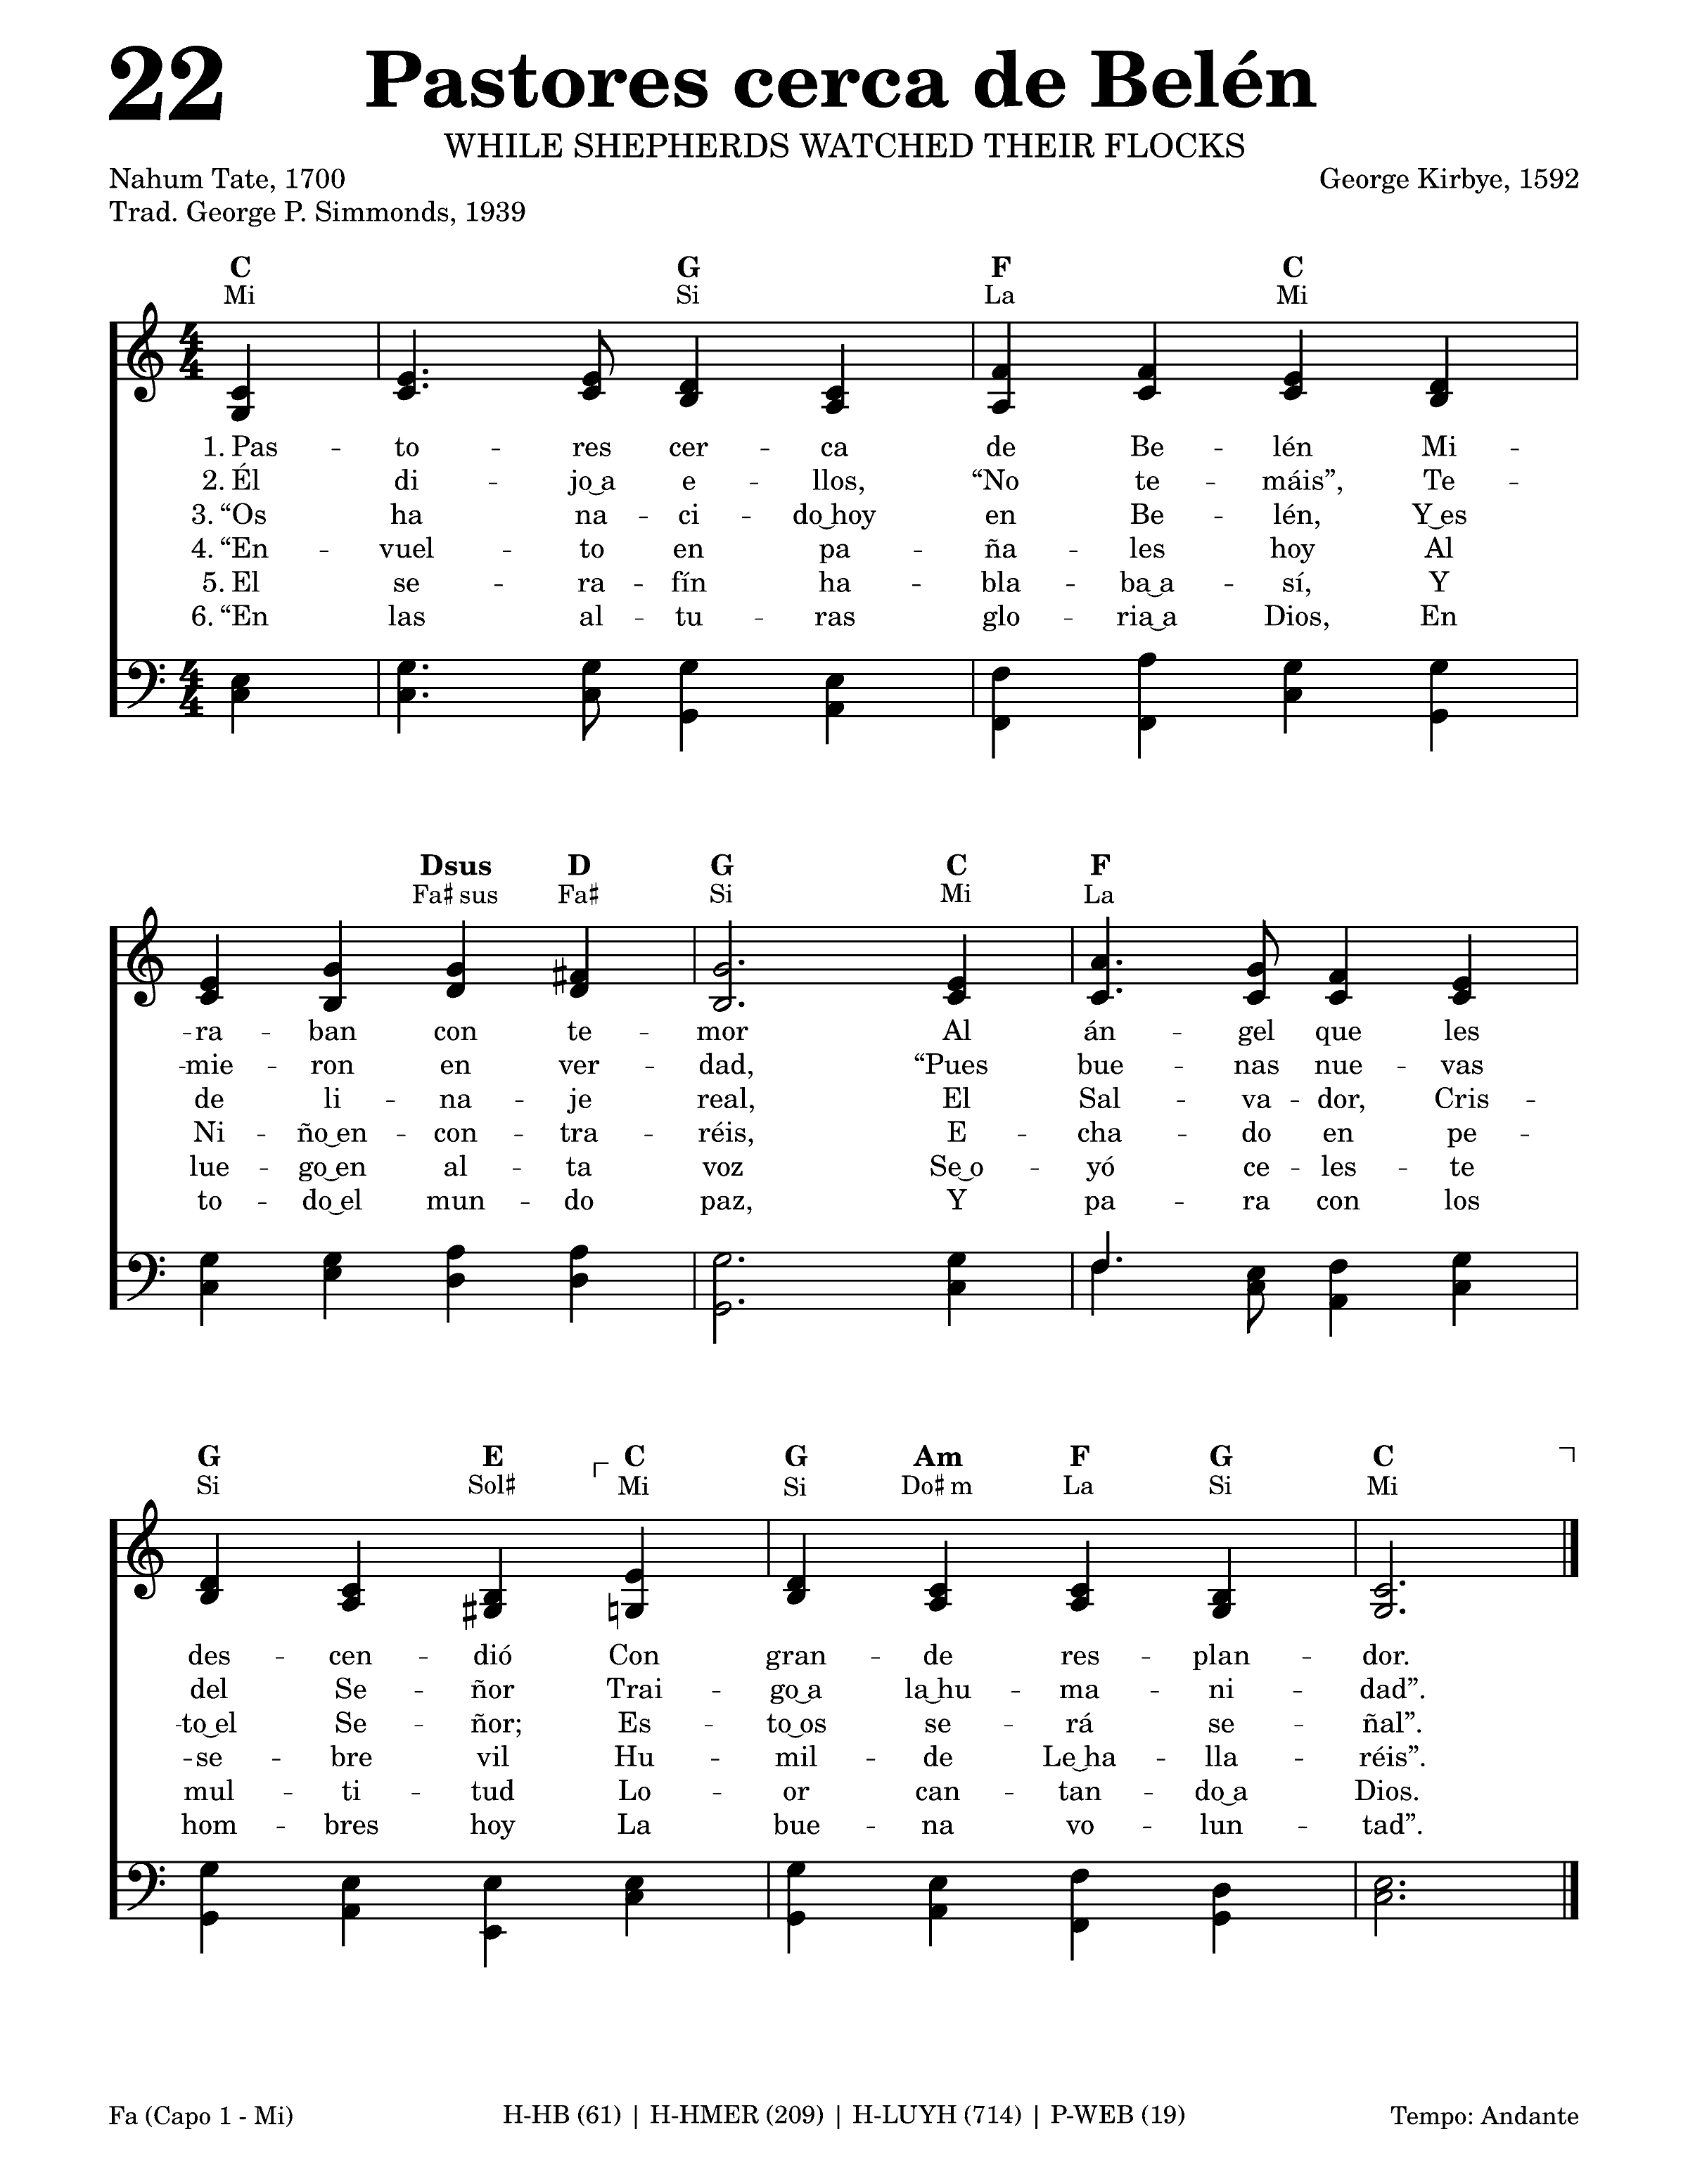 22 Pastores cerca de Belén
WHILE SHEPHERDS WATCHED THEIR FLOCKS
Nahum Tate, 1700 George Kirbye, 1592
Trad. George P. Simmonds, 1939
C G F C
Mi Si La Mi
1. Pas - to - res cer - ca de Be - lén Mi -
2. Él di - jo‿a e - llos, “No te - máis”, Te -
3. “Os ha na - ci - do‿hoy en Be - lén, Y‿es
4. “En - vuel - to en pa - ña - les hoy Al
5. El se - ra - fín ha - bla - ba‿a - sí, Y
6. “En las al - tu - ras glo - ria‿a Dios, En
Dsus D G C F
Fa♯ sus Fa♯ Si Mi La
- ra - ban con te - mor Al án - gel que les
- mie - ron en ver - dad, “Pues bue - nas nue - vas
de li - na - je real, El Sal - va - dor, Cris -
Ni - ño‿en - con - tra - réis, E - cha - do en pe -
lue - go‿en al - ta voz Se‿o - yó ce - les - te
to - do‿el mun - do paz, Y pa - ra con los
G E C G Am F G C
Si Sol♯ Mi Si Do♯ m La Si Mi
des - cen - dió Con gran - de res - plan - dor.
del Se - ñor Trai - go‿a la‿hu - ma - ni - dad”.
- to‿el Se - ñor; Es - to‿os se - rá se - ñal”.
- se - bre vil Hu - mil - de Le‿ha - lla - réis”.
mul - ti - tud Lo - or can - tan - do‿a Dios.
hom - bres hoy La bue - na vo - lun - tad”.
Fa (Capo 1 - Mi) H-HB (61) | H-HMER (209) | H-LUYH (714) | P-WEB (19) Tempo: Andante